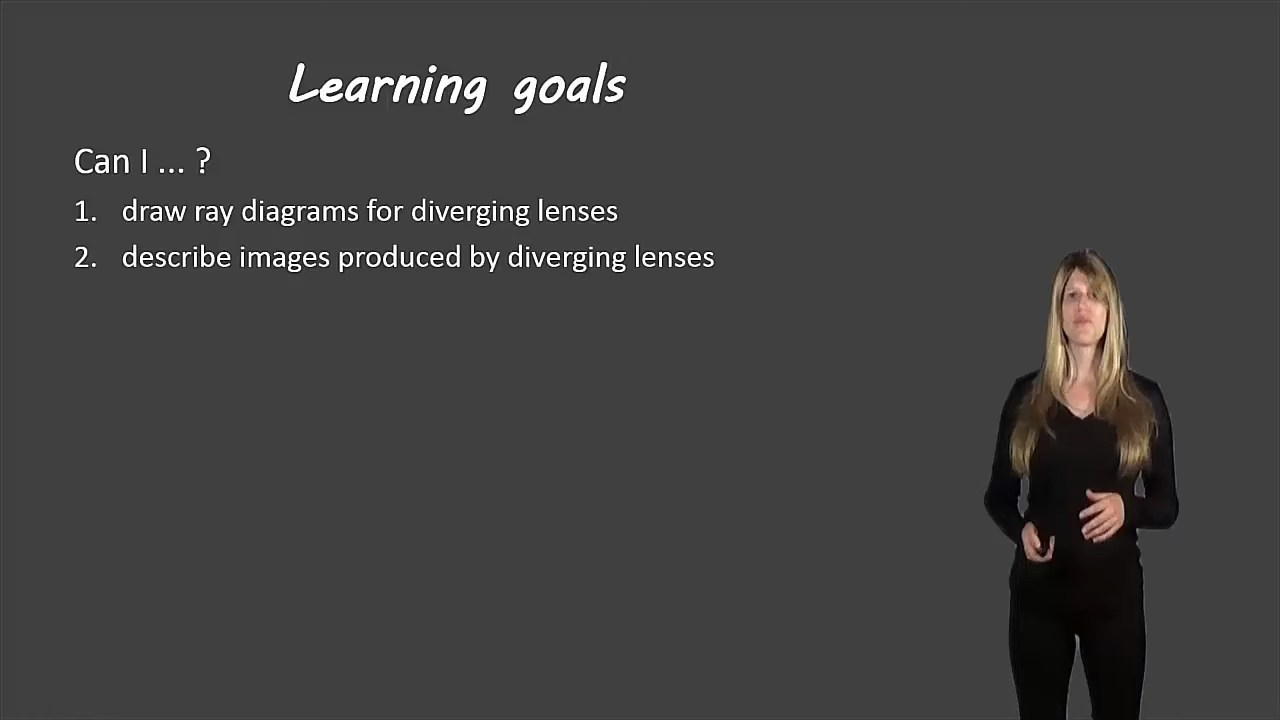 Learning goals
Can I ... ?
1. draw ray diagrams for diverging lenses
2. describe images produced by diverging lenses